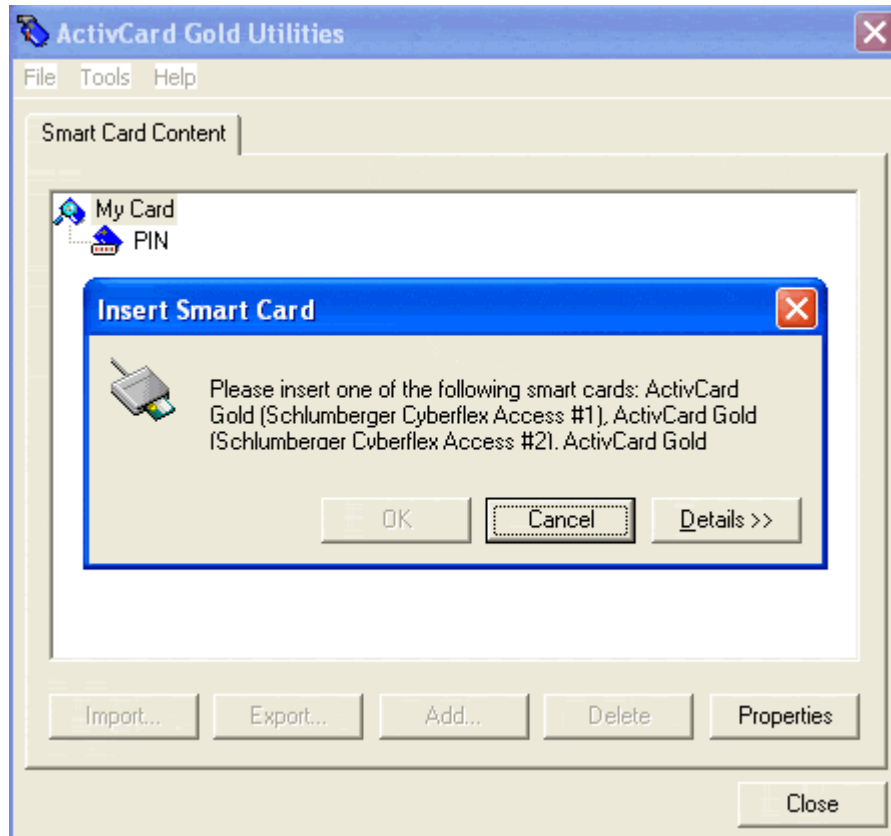 ActivCard Gold Utilities
File Tools Help
Smart Card Content
My Card
PIN
Insert Smart Card
Please insert one of the following smart cards: ActivCard
Gold (Schlumberger Cyberflex Access #1), ActivCard Gold
(Schlumberger Cyberflex Access #2), ActivCard Gold
OK Cancel Details >>
Import... Export... Add... Delete Properties
Close